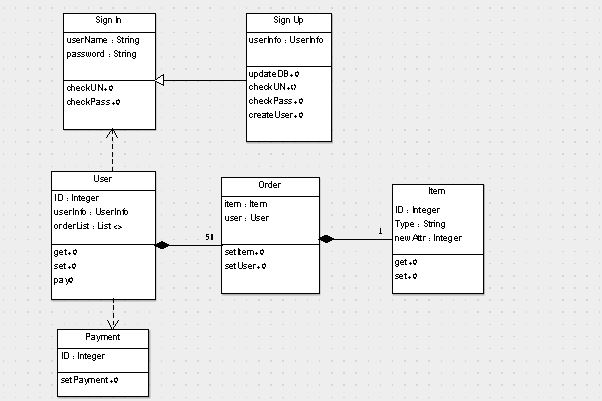 Sign In
userName : String
password : String
checkUN+()
checkPass+()
Sign Up
userInfo : UserInfo
updateDB+()
checkUN+()
checkPass+()
createUser+()
User
ID : Integer
userInfo : UserInfo
orderList : List <>
get+()
set+()
pay()
Order
item : Item
user : User
setItem+()
setUser+()
Item
ID : Integer
Type : String
newAttr : Integer
get+()
set+()
1
Payment
ID : Integer
setPayment+()